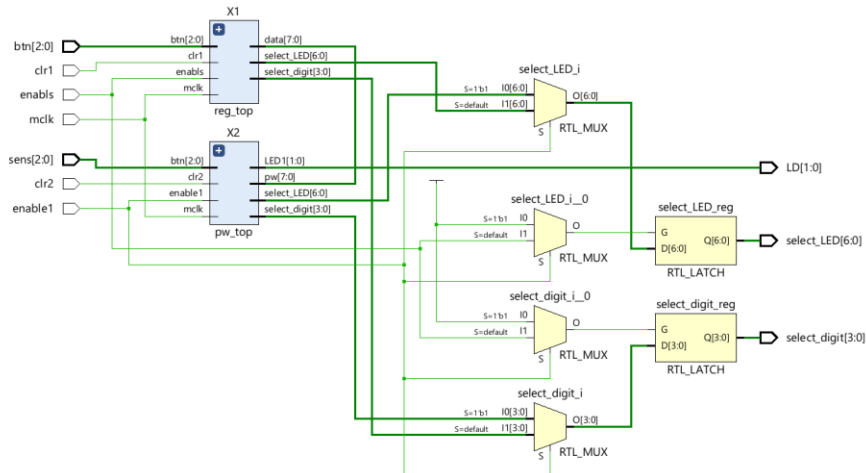 X1
btn[2:0]
clr1
enabls
mclk
btn[2:0]
clr1
enabls
mclk
data[7:0]
select_LED[6:0]
select_digit[3:0]
reg_top
X2
sens[2:0]
clr2
enable1
btn[2:0]
clr2
enable1
mclk
LED1[1:0]
pw[7:0]
select_LED[6:0]
select_digit[3:0]
pw_top
select_LED_i
S=1'b1 I0[6:0]
S=default I1[6:0]
O[6:0]
S
RTL_MUX
LD[1:0]
select_LED_i__0
S=1'b1 I0
S=default I1
O
S
RTL_MUX
select_LED_reg
G
D[6:0]
Q[6:0]
RTL_LATCH
select_LED[6:0]
select_digit_i__0
S=1'b1 I0
S=default I1
O
S
RTL_MUX
select_digit_reg
G
D[3:0]
Q[3:0]
RTL_LATCH
select_digit[3:0]
select_digit_i
S=1'b1 I0[3:0]
S=default I1[3:0]
O[3:0]
S
RTL_MUX